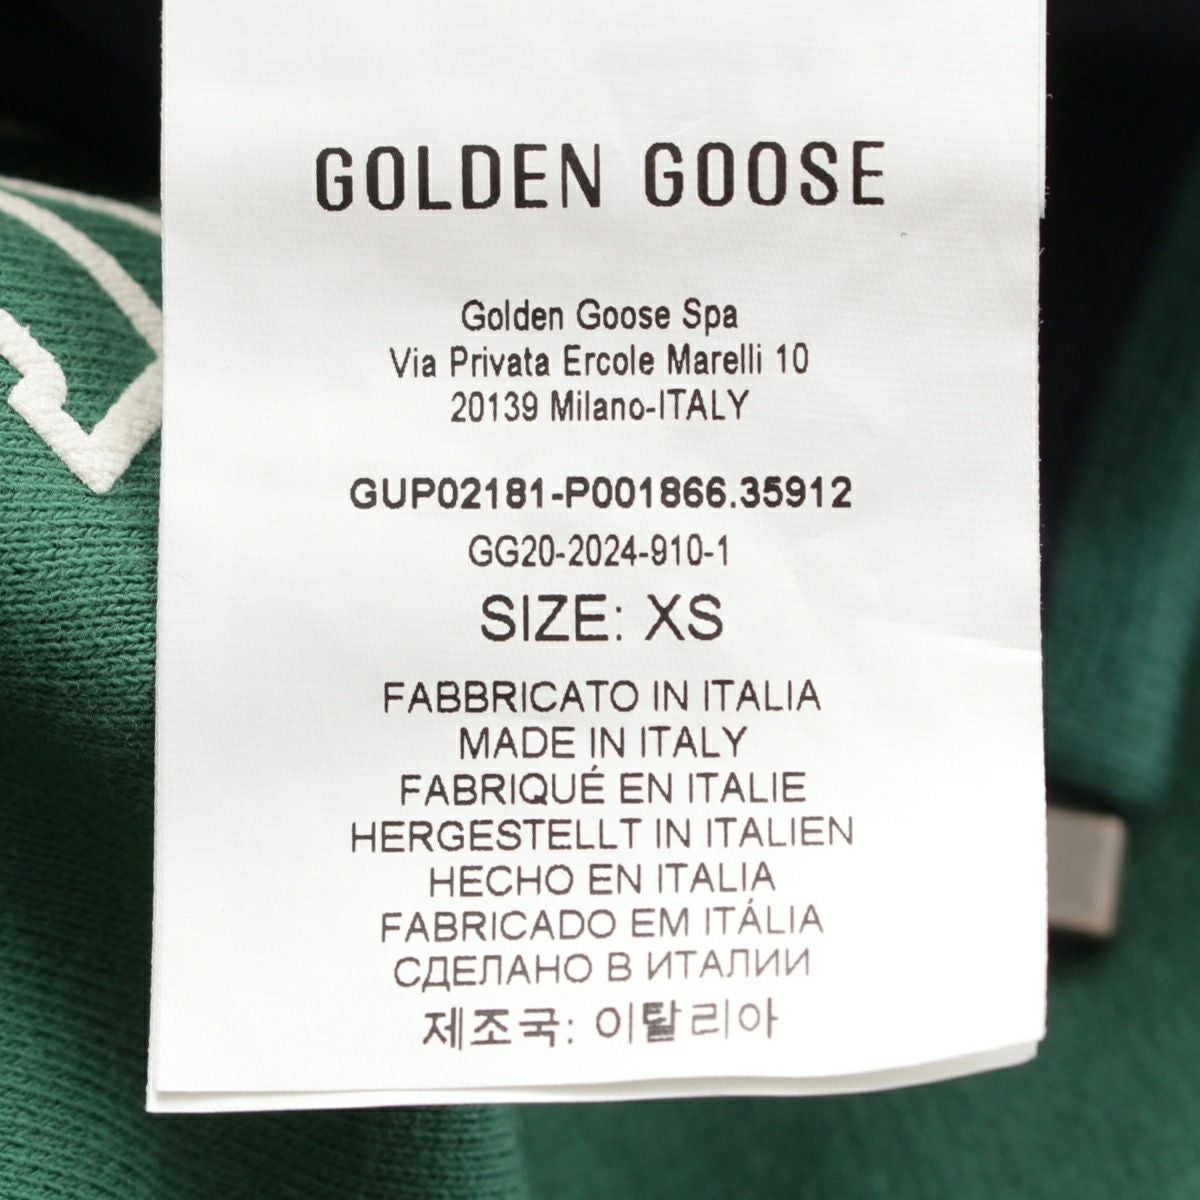 GOLDEN GOOSE
Golden Goose Spa
Via Privata Ercole Marelli 10
20139 Milano-ITALY
GUP02181-P001866.35912
GG20-2024-910-1
SIZE: XS
FABBRICATO IN ITALIA
MADE IN ITALY
FABRIQUÉ EN ITALIE
HERGESTELLT IN ITALIEN
HECHO EN ITALIA
FABRICADO EM ITÁLIA
СДЕЛАНО В ИТАЛИИ
제조국: 이탈리아